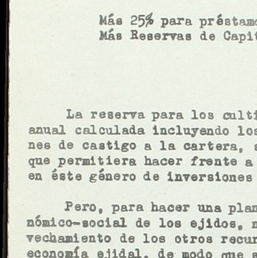 Más 25% para préstamo
Más Reservas de Capit
La reserva para los culti
anual calculada incluyendo los
nes de castigo a la cartera, s
que permitiera hacer frente a
en éste género de inversiones
Pero, para hacer una plan
nómico-social de los ejidos, n
vechamiento de los otros recur
economía ejidal, de modo que a